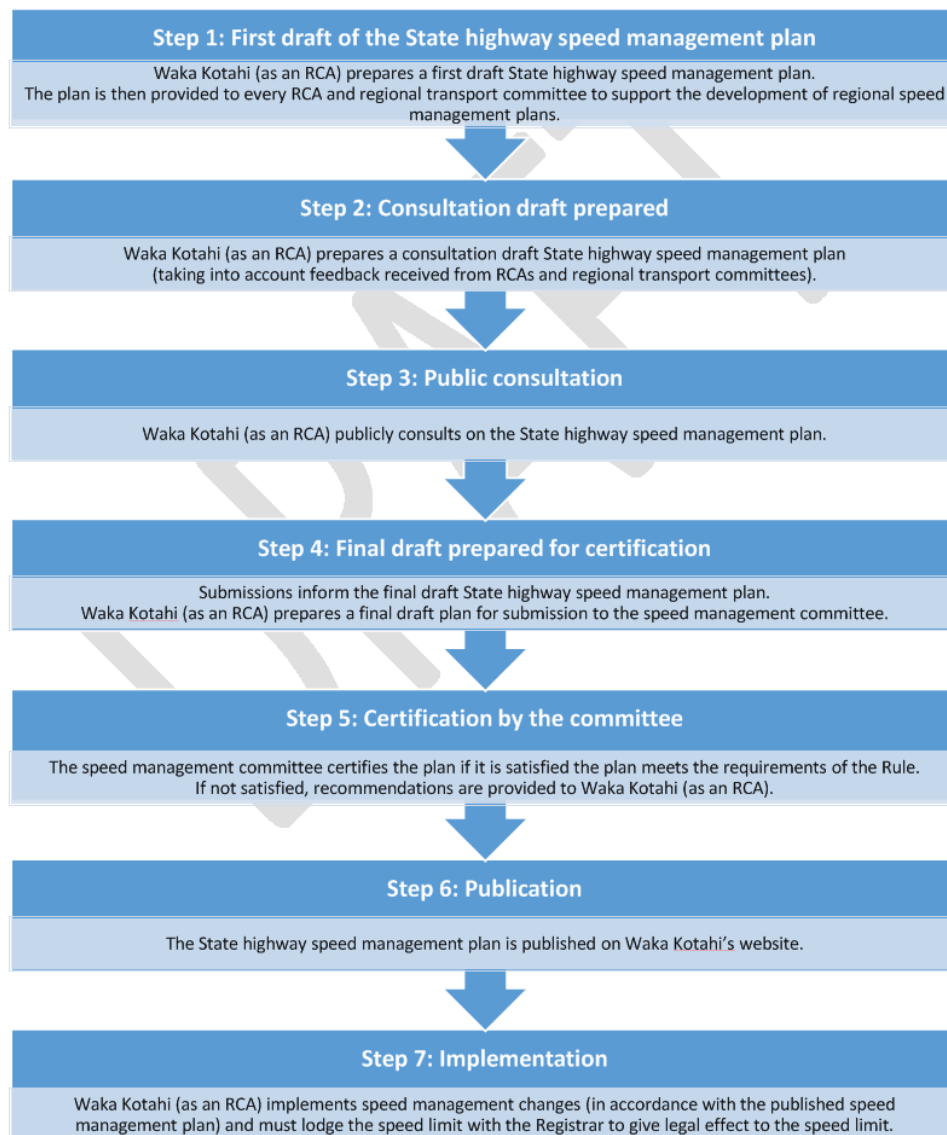 Step 1: First draft of the State highway speed management plan
Waka Kotahi (as an RCA) prepares a first draft State highway speed management plan.
The plan is then provided to every RCA and regional transport committee to support the development of regional speed
management plans.
Step 2: Consultation draft prepared
Waka Kotahi (as an RCA) prepares a consultation draft State highway speed management plan
(taking into account feedback received from RCAs and regional transport committees).
Step 3: Public consultation
Waka Kotahi (as an RCA) publicly consults on the State highway speed management plan.
Step 4: Final draft prepared for certification
Submissions inform the final draft State highway speed management plan.
Waka Kotahi (as an RCA) prepares a final draft plan for submission to the speed management committee.
Step 5: Certification by the committee
The speed management committee certifies the plan if it is satisfied the plan meets the requirements of the Rule.
If not satisfied, recommendations are provided to Waka Kotahi (as an RCA).
Step 6: Publication
The State highway speed management plan is published on Waka Kotahi’s website.
Step 7: Implementation
Waka Kotahi (as an RCA) implements speed management changes (in accordance with the published speed
management plan) and must lodge the speed limit with the Registrar to give legal effect to the speed limit.
DRAFT